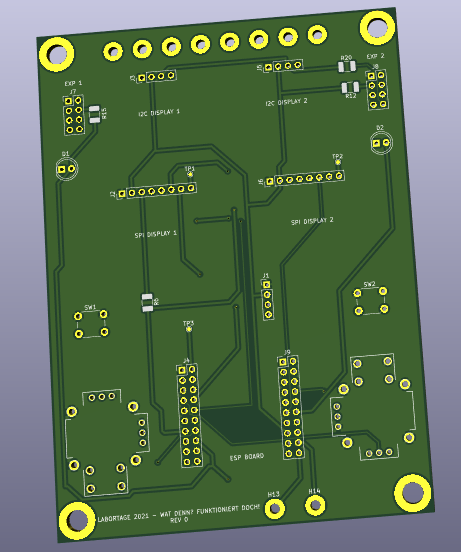 EXP 1
J7
R15
J3
I2C DISPLAY 1
J5
R20
EXP 2
J8
R12
I2C DISPLAY 2
D1
D2
TP1
TP2
J2
J6
SPI DISPLAY 1
SPI DISPLAY 2
J1
R6
SW1
SW2
TP3
J4
J9
ESP BOARD
H13
H14
LABORTAGE 2021 - WAT DENN? FUNKTIONIERT DOCH!
REV 0